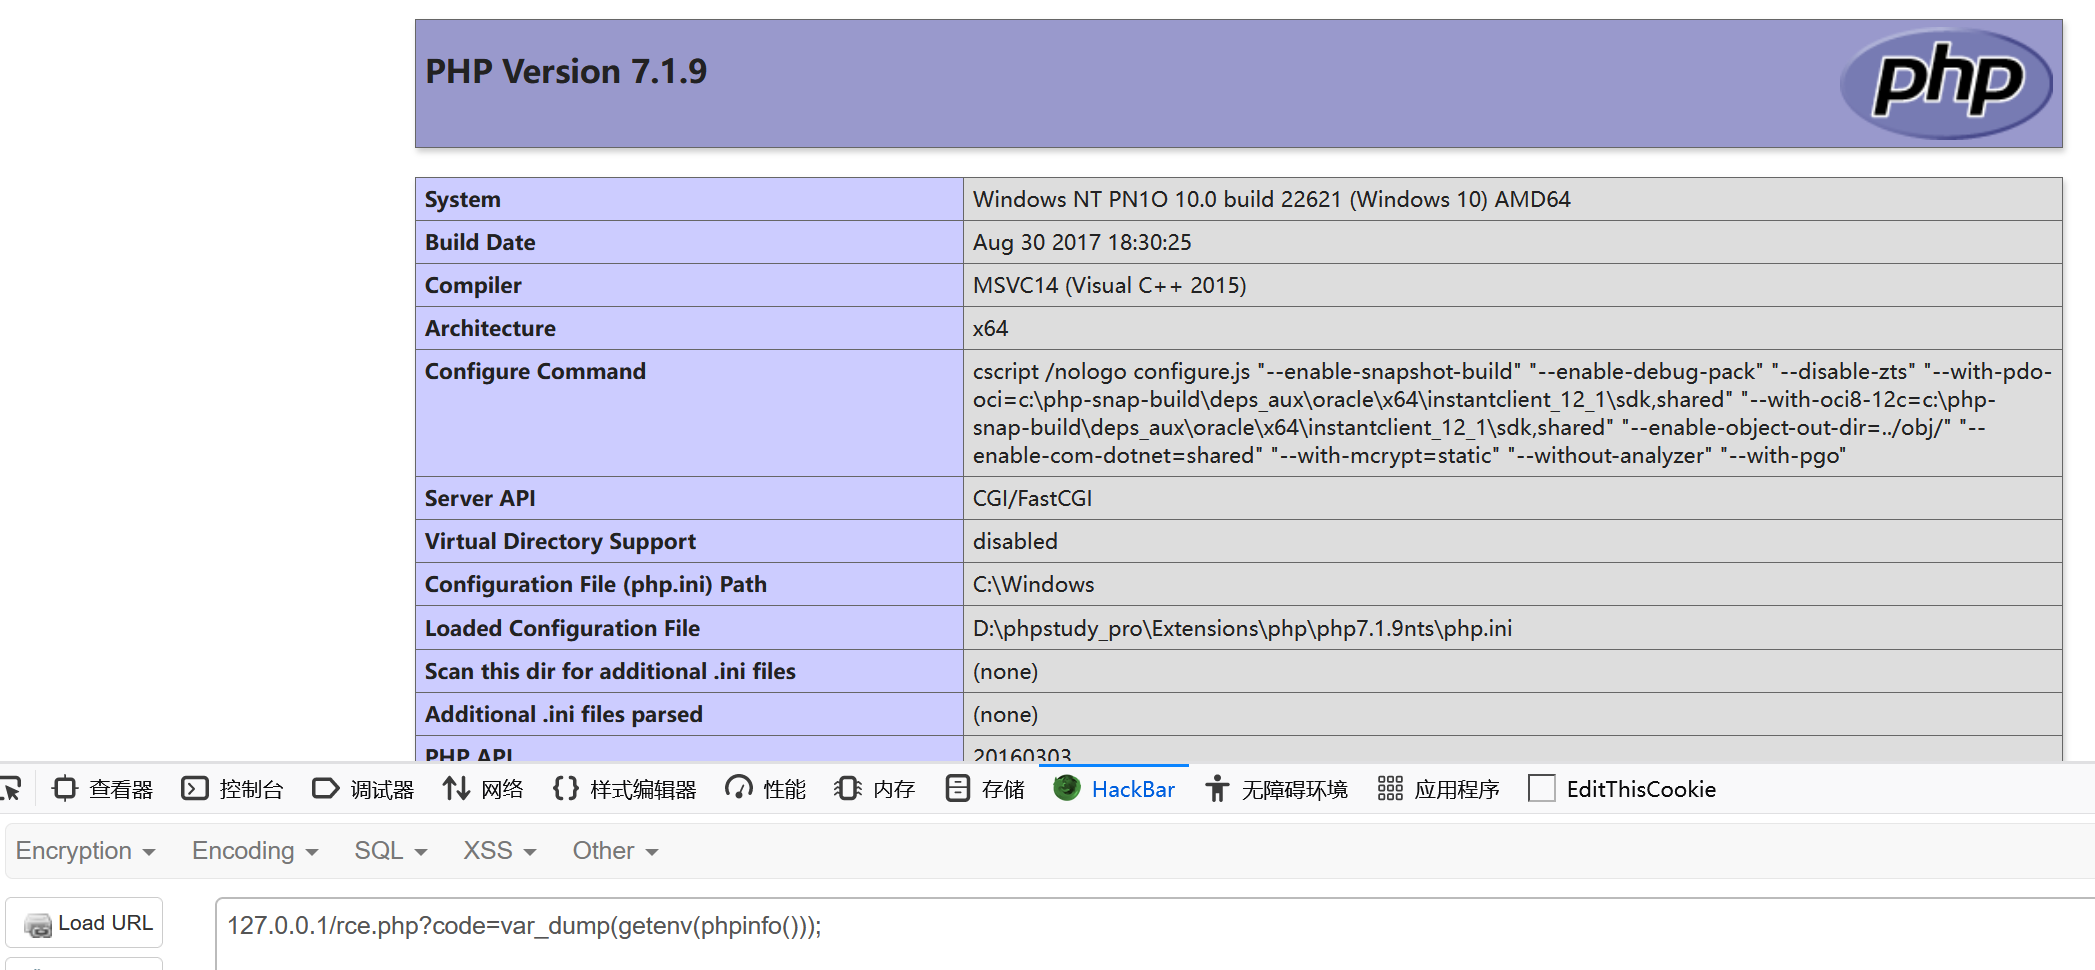 PHP Version 7.1.9
php
System Windows NT PN1O 10.0 build 22621 (Windows 10) AMD64
Build Date Aug 30 2017 18:30:25
Compiler MSVC14 (Visual C++ 2015)
Architecture x64
Configure Command cscript /nologo configure.js "--enable-snapshot-build" "--enable-debug-pack" "--disable-zts" "--with-pdo-
oci=c:\php-snap-build\deps_aux\oracle\x64\instantclient_12_1\sdk,shared" "--with-oci8-12c=c:\php-
snap-build\deps_aux\oracle\x64\instantclient_12_1\sdk,shared" "--enable-object-out-dir=../obj/" "--
enable-com-dotnet=shared" "--with-mcrypt=static" "--without-analyzer" "--with-pgo"
Server API CGI/FastCGI
Virtual Directory Support disabled
Configuration File (php.ini) Path C:\Windows
Loaded Configuration File D:\phpstudy_pro\Extensions\php\php7.1.9nts\php.ini
Scan this dir for additional .ini files (none)
Additional .ini files parsed (none)
PHP API 20160303
查看器 控制台 调试器 网络 样式编辑器 性能 内存 存储 HackBar 无障碍环境 应用程序 EditThisCookie
Encryption Encoding SQL XSS Other
Load URL 127.0.0.1/rce.php?code=var_dump(getenv(phpinfo()));